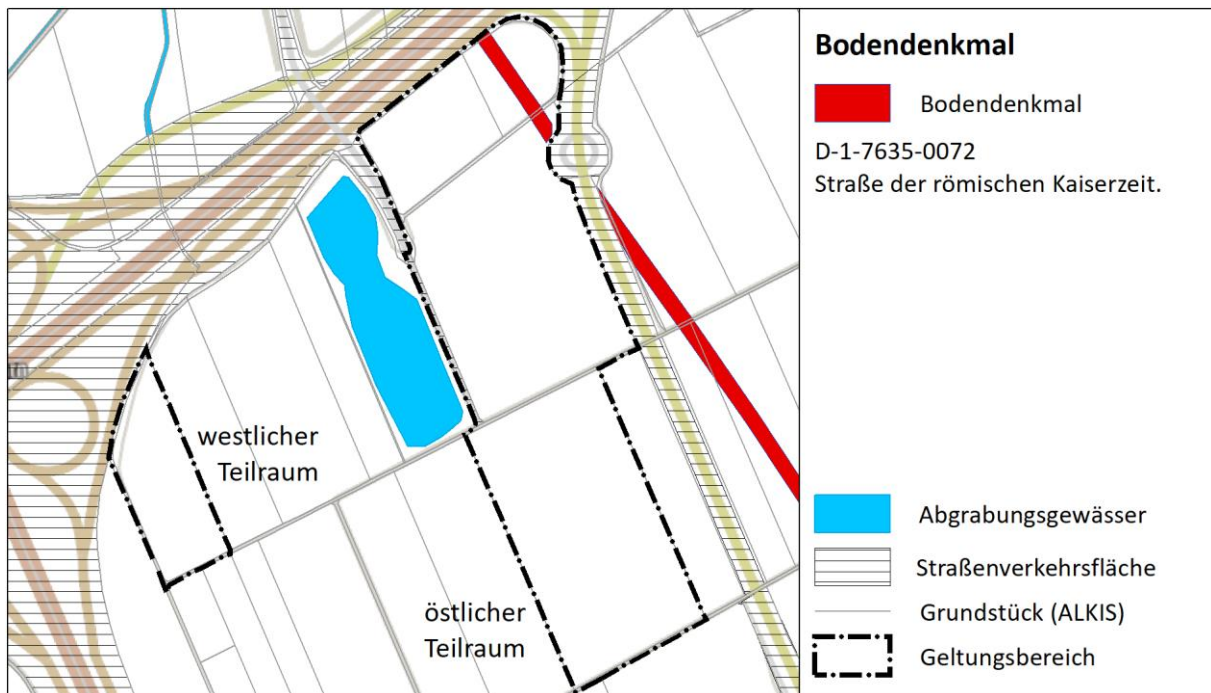 westlicher
Teilraum
östlicher
Teilraum
Bodendenkmal
Bodendenkmal
D-1-7635-0072
Straße der römischen Kaiserzeit.
Abgrabungsgewässer
Straßenverkehrsfläche
Grundstück (ALKIS)
Geltungsbereich